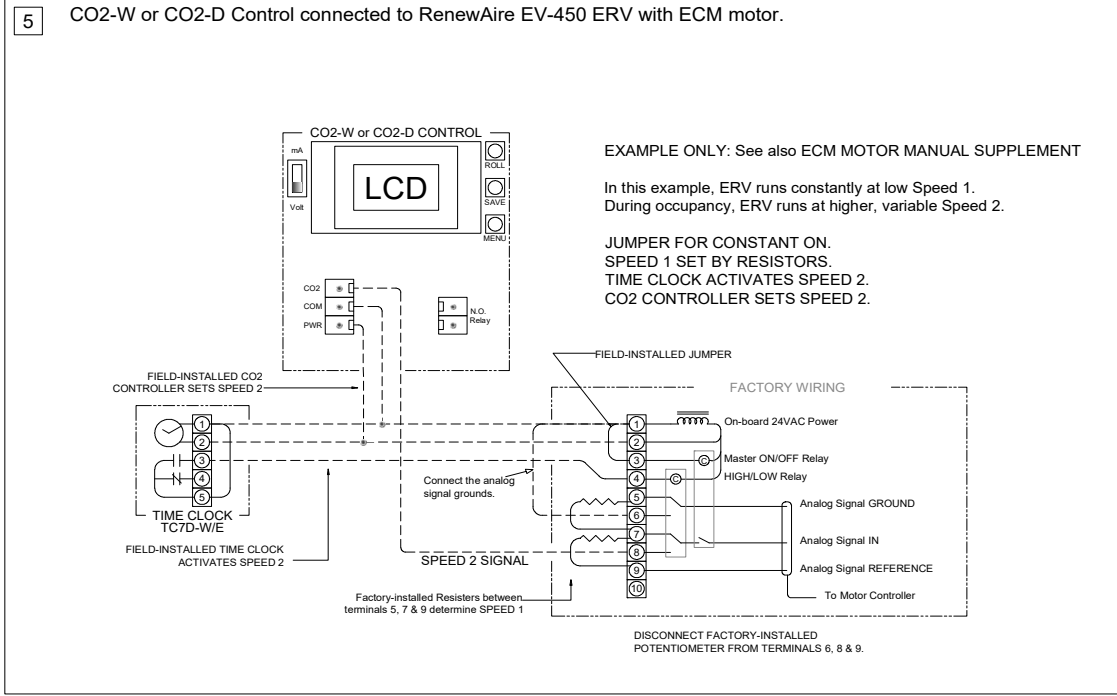 5
CO2-W or CO2-D Control connected to RenewAire EV-450 ERV with ECM motor.
CO2-W or CO2-D CONTROL
mA
Volt
LCD
ROLL
SAVE
MENU
CO2
COM
PWR
N.O.
Relay
EXAMPLE ONLY: See also ECM MOTOR MANUAL SUPPLEMENT
In this example, ERV runs constantly at low Speed 1.
During occupancy, ERV runs at higher, variable Speed 2.
JUMPER FOR CONSTANT ON.
SPEED 1 SET BY RESISTORS.
TIME CLOCK ACTIVATES SPEED 2.
CO2 CONTROLLER SETS SPEED 2.
FIELD-INSTALLED JUMPER
FIELD-INSTALLED CO2
CONTROLLER SETS SPEED 2
1
2
3
4
5
TIME CLOCK
TC7D-W/E
FIELD-INSTALLED TIME CLOCK
ACTIVATES SPEED 2
Connect the analog
signal grounds.
SPEED 2 SIGNAL
Factory-installed Resisters between
terminals 5, 7 & 9 determine SPEED 1
FACTORY WIRING
1
2
3
4
5
6
7
8
9
10
C
C
On-board 24VAC Power
Master ON/OFF Relay
HIGH/LOW Relay
Analog Signal GROUND
Analog Signal IN
Analog Signal REFERENCE
To Motor Controller
DISCONNECT FACTORY-INSTALLED
POTENTIOMETER FROM TERMINALS 6, 8 & 9.